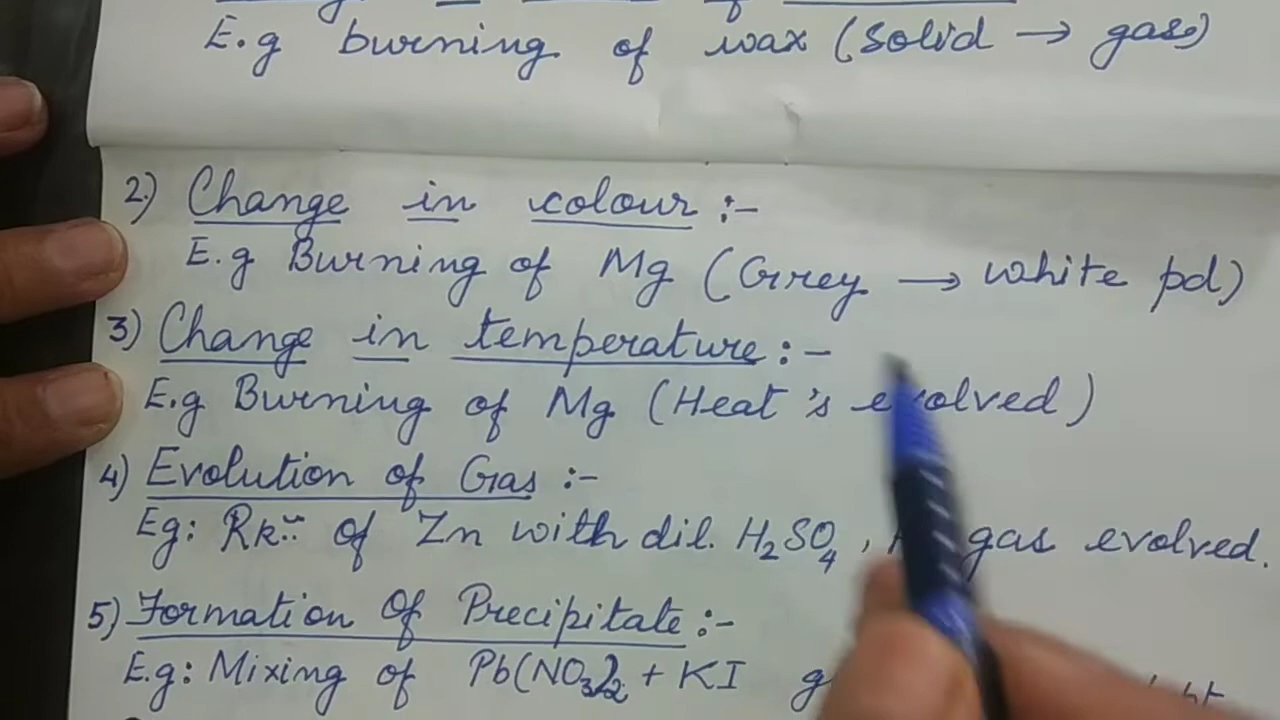 E.g burning of wax (Solid → gas)
2) Change in colour :-
E.g Burning of Mg (Grey → white pd)
3) Change in temperature :-
E.g Burning of Mg (Heat's evolved)
4) Evolution of Gas :-
Eg: of Zn with dil. H₂SO₄, gas evolved.
5) Formation Of Precipitate :-
E.g: Mixing of Pb(NO₃)₂ + KI